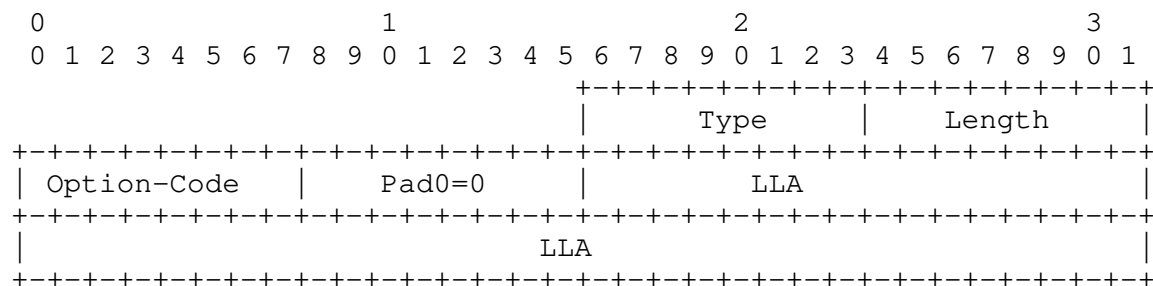 0                   1                   2                   3
 0 1 2 3 4 5 6 7 8 9 0 1 2 3 4 5 6 7 8 9 0 1 2 3 4 5 6 7 8 9 0 1
                                +-+-+-+-+-+-+-+-+-+-+-+-+-+-+-+-+
                                |      Type     |    Length     |
+-+-+-+-+-+-+-+-+-+-+-+-+-+-+-+-+-+-+-+-+-+-+-+-+-+-+-+-+-+-+-+-+
| Option-Code   |    Pad0=0     |         LLA                   |
+-+-+-+-+-+-+-+-+-+-+-+-+-+-+-+-+-+-+-+-+-+-+-+-+-+-+-+-+-+-+-+-+
|                             LLA                               |
+-+-+-+-+-+-+-+-+-+-+-+-+-+-+-+-+-+-+-+-+-+-+-+-+-+-+-+-+-+-+-+-+